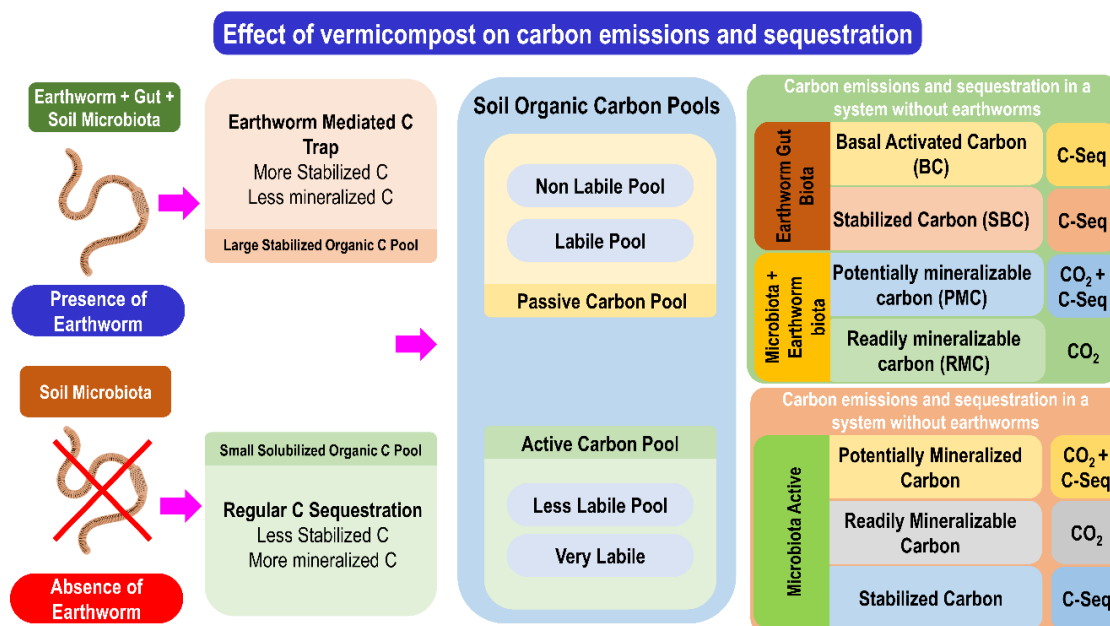 Effect of vermicompost on carbon emissions and sequestration
Earthworm + Gut +
Soil Microbiota
Presence of
Earthworm
Soil Microbiota
Absence of
Earthworm
Earthworm Mediated C
Trap
More Stabilized C
Less mineralized C
Large Stabilized Organic C Pool
Small Solubilized Organic C Pool
Regular C Sequestration
Less Stabilized C
More mineralized C
Soil Organic Carbon Pools
Non Labile Pool
Labile Pool
Passive Carbon Pool
Active Carbon Pool
Less Labile Pool
Very Labile
Carbon emissions and sequestration in a
system without earthworms
Earthworm Gut
Biota
Basal Activated Carbon
(BC)
C-Seq
Stabilized Carbon (SBC)
C-Seq
Microbiota +
Earthworm
biota
Potentially mineralizable
carbon (PMC)
CO₂ +
C-Seq
Readily mineralizable
carbon (RMC)
CO₂
Carbon emissions and sequestration in a
system without earthworms
Microbiota Active
Potentially Mineralized
Carbon
CO₂ +
C-Seq
Readily Mineralizable
Carbon
CO₂
Stabilized Carbon
C-Seq